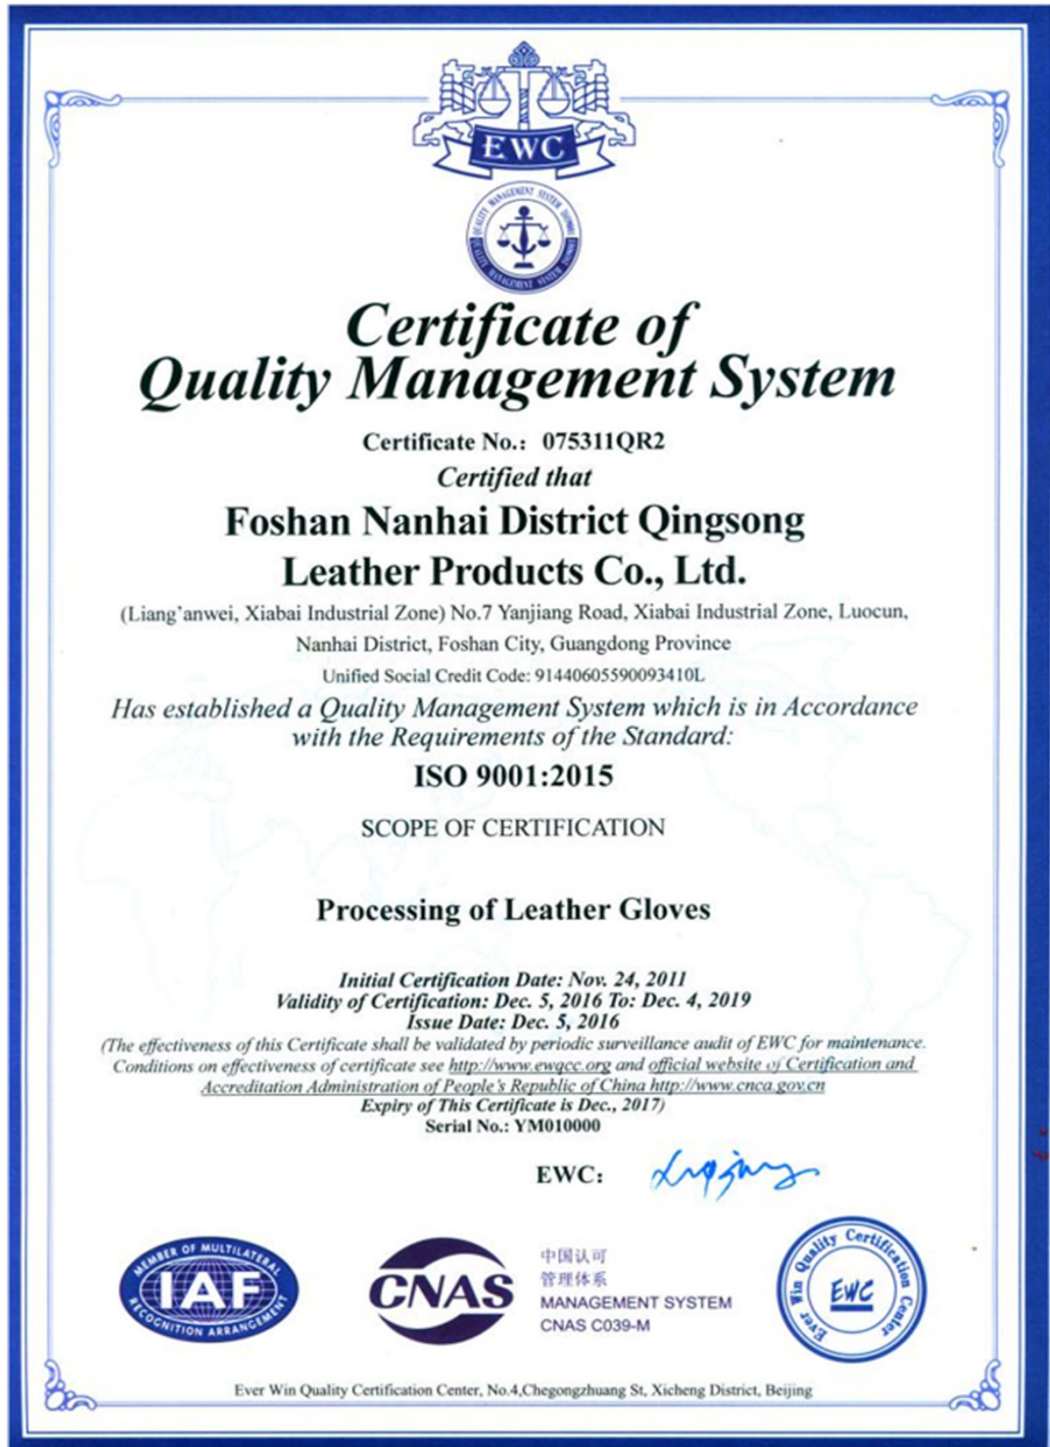 EWC
QUALITY MANAGEMENT SYSTEM
QUALITY MANAGEMENT SYSTEM
Certificate of
Quality Management System
Certificate No.: 075311QR2
Certified that
Foshan Nanhai District Qingsong
Leather Products Co., Ltd.
(Liang'anwei, Xiabai Industrial Zone) No.7 Yanjiang Road, Xiabai Industrial Zone, Luocun,
Nanhai District, Foshan City, Guangdong Province
Unified Social Credit Code: 91440605590093410L
Has established a Quality Management System which is in Accordance
with the Requirements of the Standard:
ISO 9001:2015
SCOPE OF CERTIFICATION
Processing of Leather Gloves
Initial Certification Date: Nov. 24, 2011
Validity of Certification: Dec. 5, 2016 To: Dec. 4, 2019
Issue Date: Dec. 5, 2016
(The effectiveness of this Certificate shall be validated by periodic surveillance audit of EWC for maintenance.
Conditions on effectiveness of certificate see http://www.ewqcc.org and official website of Certification and
Accreditation Administration of People's Republic of China http://www.cnca.gov.cn
Expiry of This Certificate is Dec., 2017)
Serial No.: YM010000
EWC:
MEMBER OF MULTILATERAL
IAF
RECOGNITION ARRANGEMENT
CNAS
中国认可
管理体系
MANAGEMENT SYSTEM
CNAS C039-M
Ever Win Quality Certification Center
EWC
Ever Win Quality Certification Center, No.4,Chegongzhuang St, Xicheng District, Beijing